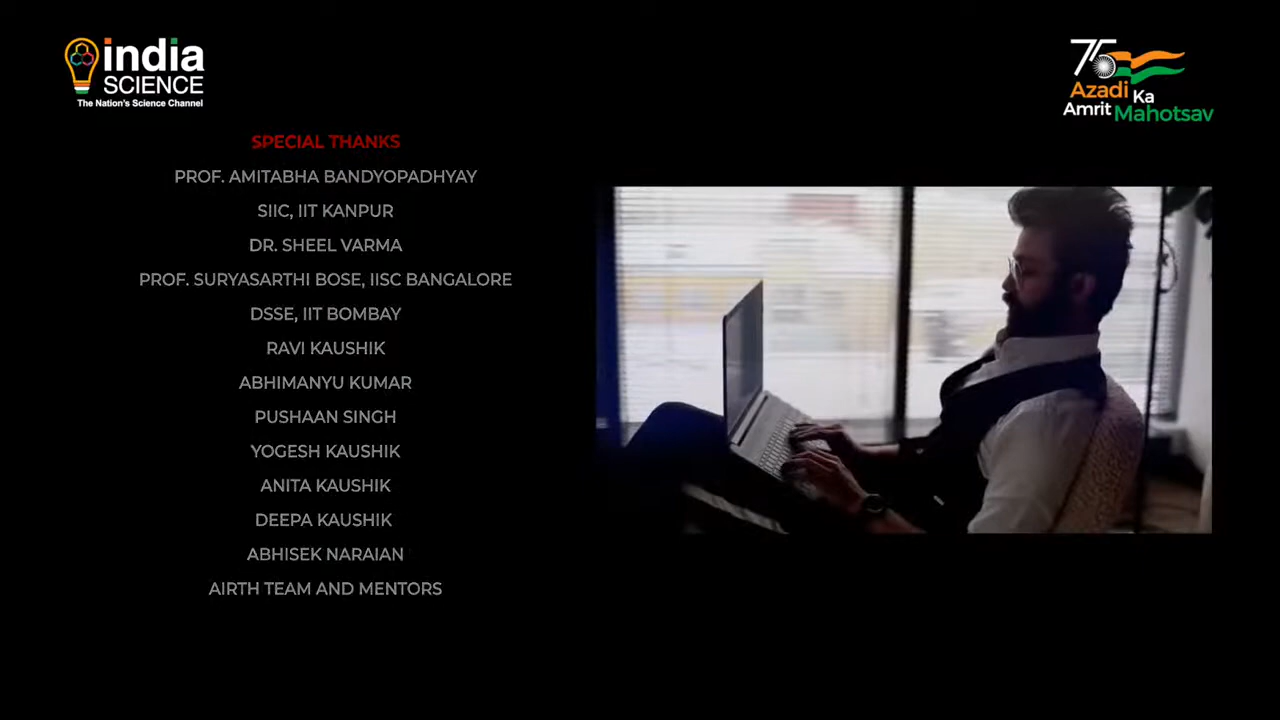 india
SCIENCE
The Nation's Science Channel
75
Azadi
Ka
Amrit Mahotsav
SPECIAL THANKS
PROF. AMITABHA BANDYOPADHYAY
SIIC, IIT KANPUR
DR. SHEEL VARMA
PROF. SURYASARTHI BOSE, IISC BANGALORE
DSSE, IIT BOMBAY
RAVI KAUSHIK
ABHIMANYU KUMAR
PUSHAAN SINGH
YOGESH KAUSHIK
ANITA KAUSHIK
DEEPA KAUSHIK
ABHISEK NARAIAN
AIRTH TEAM AND MENTORS